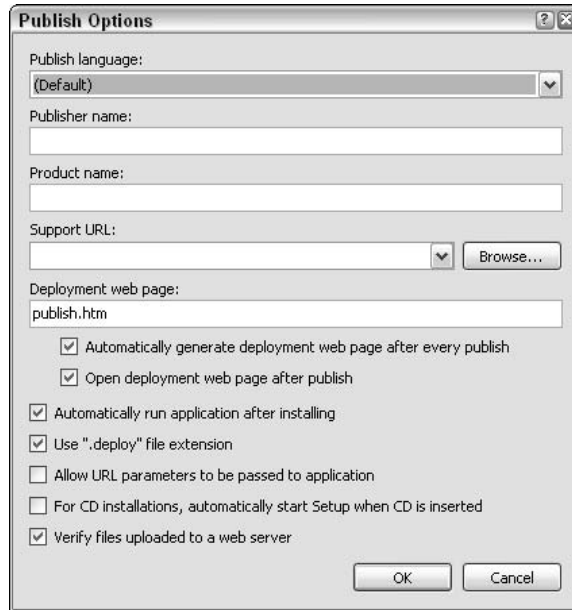 Publish Options
Publish language:
(Default)
Publisher name:
Product name:
Support URL:
Browse...
Deployment web page:
publish.htm
Automatically generate deployment web page after every publish
Open deployment web page after publish
Automatically run application after installing
Use ".deploy" file extension
Allow URL parameters to be passed to application
For CD installations, automatically start Setup when CD is inserted
Verify files uploaded to a web server
OK Cancel